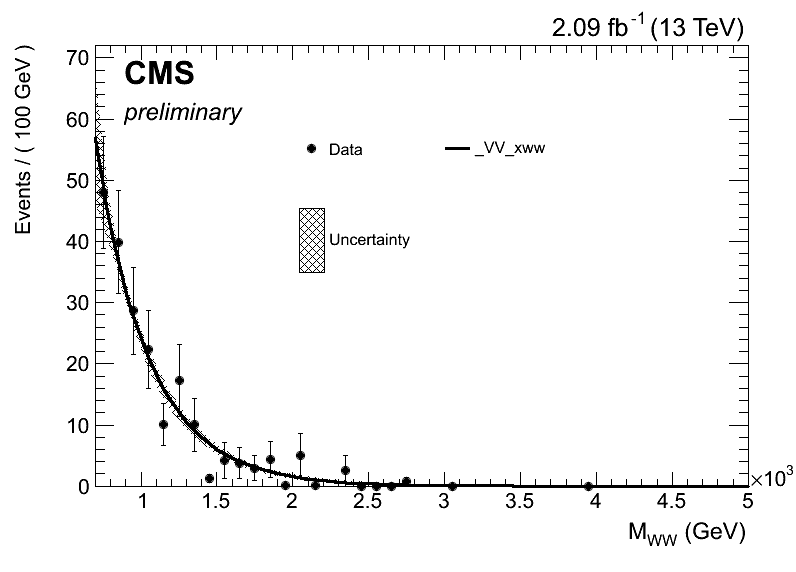 2.09 fb⁻¹ (13 TeV)
CMS
preliminary
Events / ( 100 GeV )
70
60
50
40
30
20
10
0
Data
_VV_xww
Uncertainty
1 1.5 2 2.5 3 3.5 4 4.5 5
×10³
M_WW (GeV)